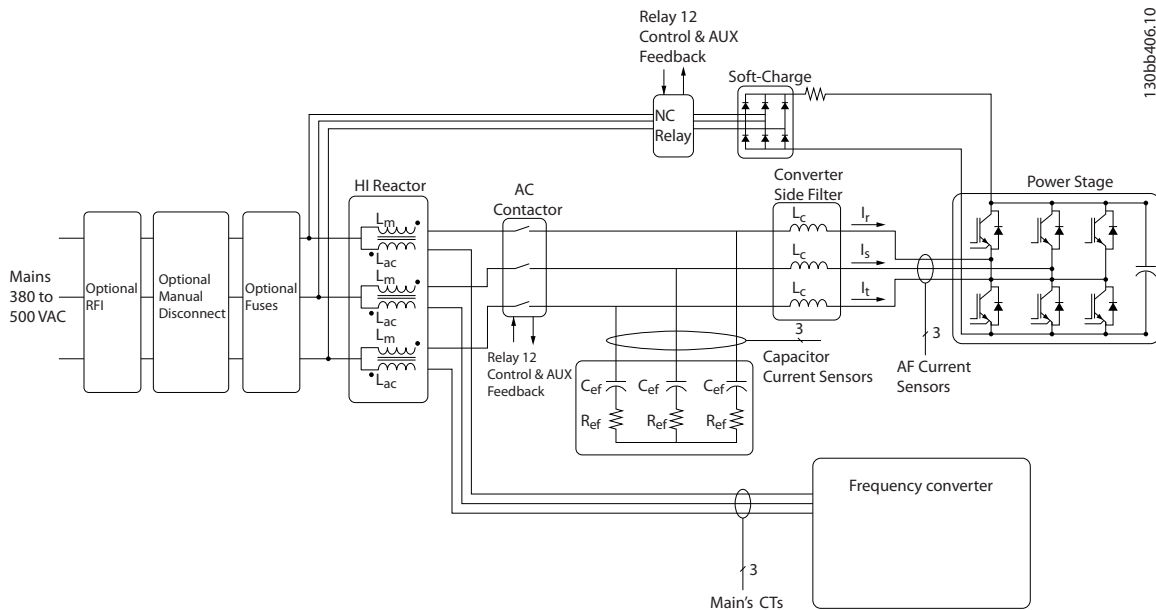 Relay 12
Control & AUX
Feedback
130bb406.10
Soft-Charge
NC
Relay
HI Reactor
AC
Contactor
Converter
Side Filter
Power Stage
Lm
Lac
Lm
Lac
Lm
Lac
Lc
Lc
Lc
Ir
Is
It
Mains
380 to
500 VAC
Optional
RFI
Optional
Manual
Disconnect
Optional
Fuses
Relay 12
Control & AUX
Feedback
3
Capacitor
Current Sensors
3
AF Current
Sensors
Cef
Cef
Cef
Ref
Ref
Ref
Frequency converter
3
Main's CTs